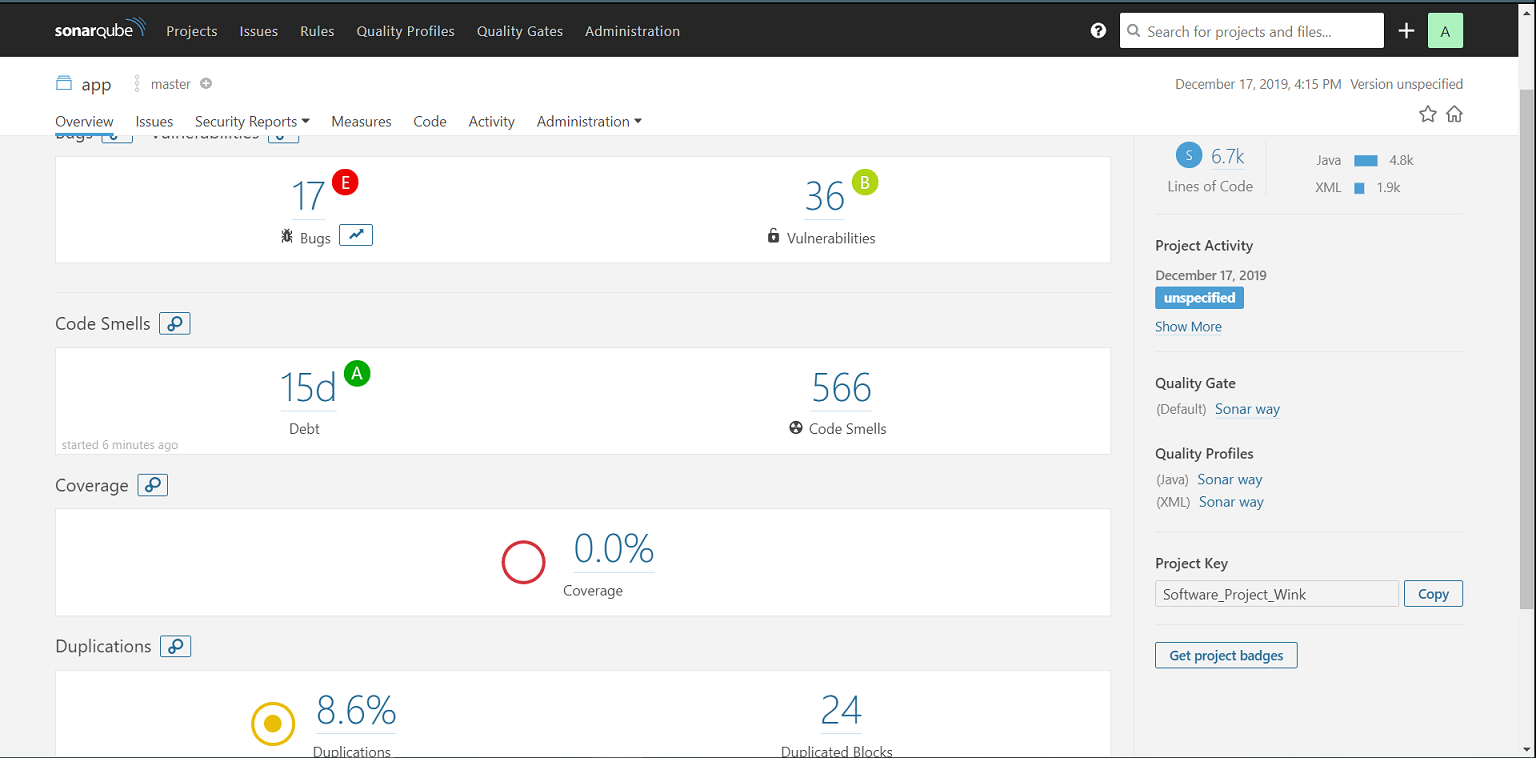 sonarqube Projects Issues Rules Quality Profiles Quality Gates Administration Search for projects and files... A
app master December 17, 2019, 4:15 PM Version unspecified
Overview Issues Security Reports Measures Code Activity Administration
Bugs Vulnerabilities
17 E 36 B
Bugs Vulnerabilities
Code Smells
15d A 566
Debt Code Smells
started 6 minutes ago
Coverage
0.0%
Coverage
Duplications
8.6% 24
Duplications Duplicated Blocks
S 6.7k
Lines of Code
Java 4.8k
XML 1.9k
Project Activity
December 17, 2019
unspecified
Show More
Quality Gate
(Default) Sonar way
Quality Profiles
(Java) Sonar way
(XML) Sonar way
Project Key
Software_Project_Wink Copy
Get project badges